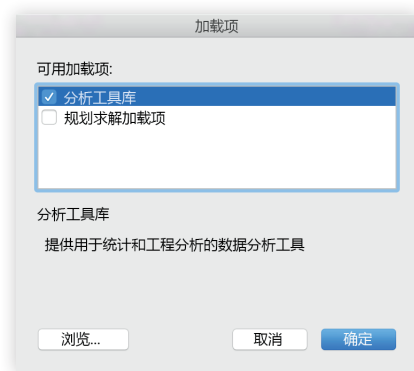 加载项
可用加载项:
分析工具库
规划求解加载项
分析工具库
提供用于统计和工程分析的数据分析工具
浏览... 取消 确定